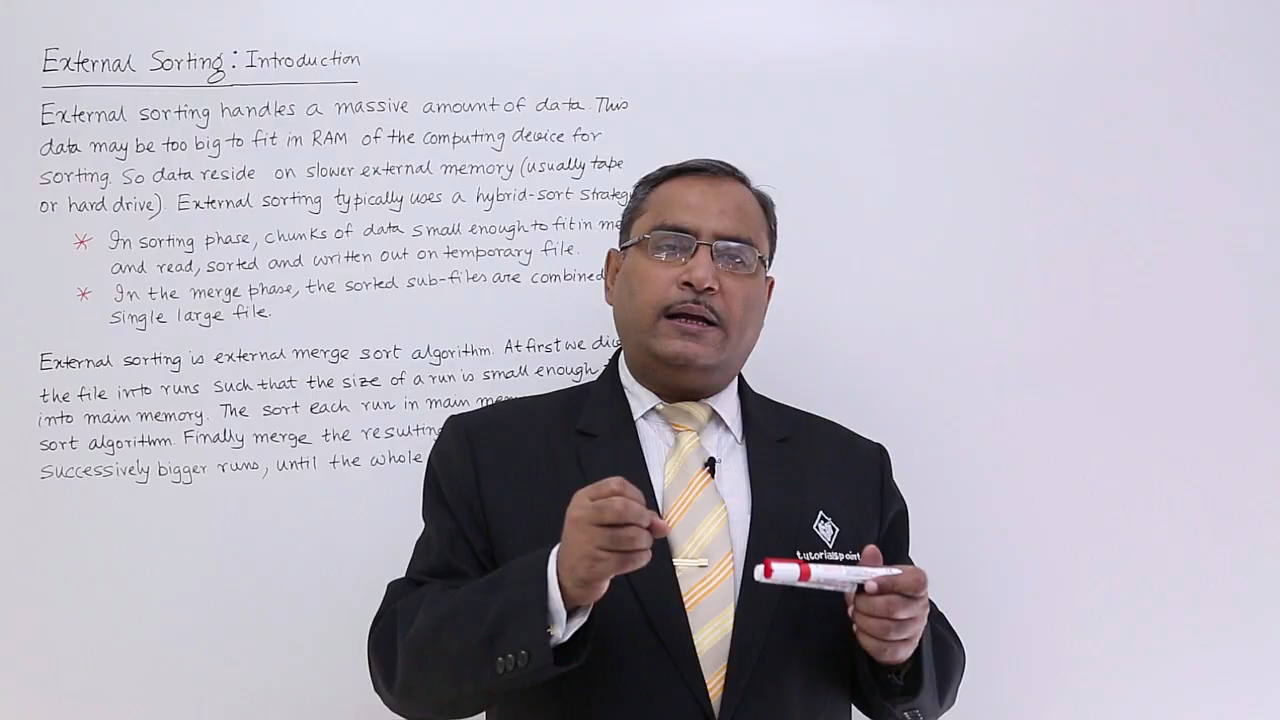 External Sorting: Introduction
External sorting handles a massive amount of data. This
data may be too big to fit in RAM of the computing device for
sorting. So data reside on slower external memory (usually tape
or hard drive). External sorting typically uses a hybrid-sort
* In sorting phase, chunks of data small enough to fit in
and read, sorted and written out on temporary file.
* In the merge phase, the sorted sub-files are combined
single large file.
External sorting is external merge sort algorithm. At first we
the file into runs such that the size of a run is small enough
into main memory. The sort each run in main
sort algorithm. Finally merge the resulting
successively bigger runs, until the whole
tutorialspoint